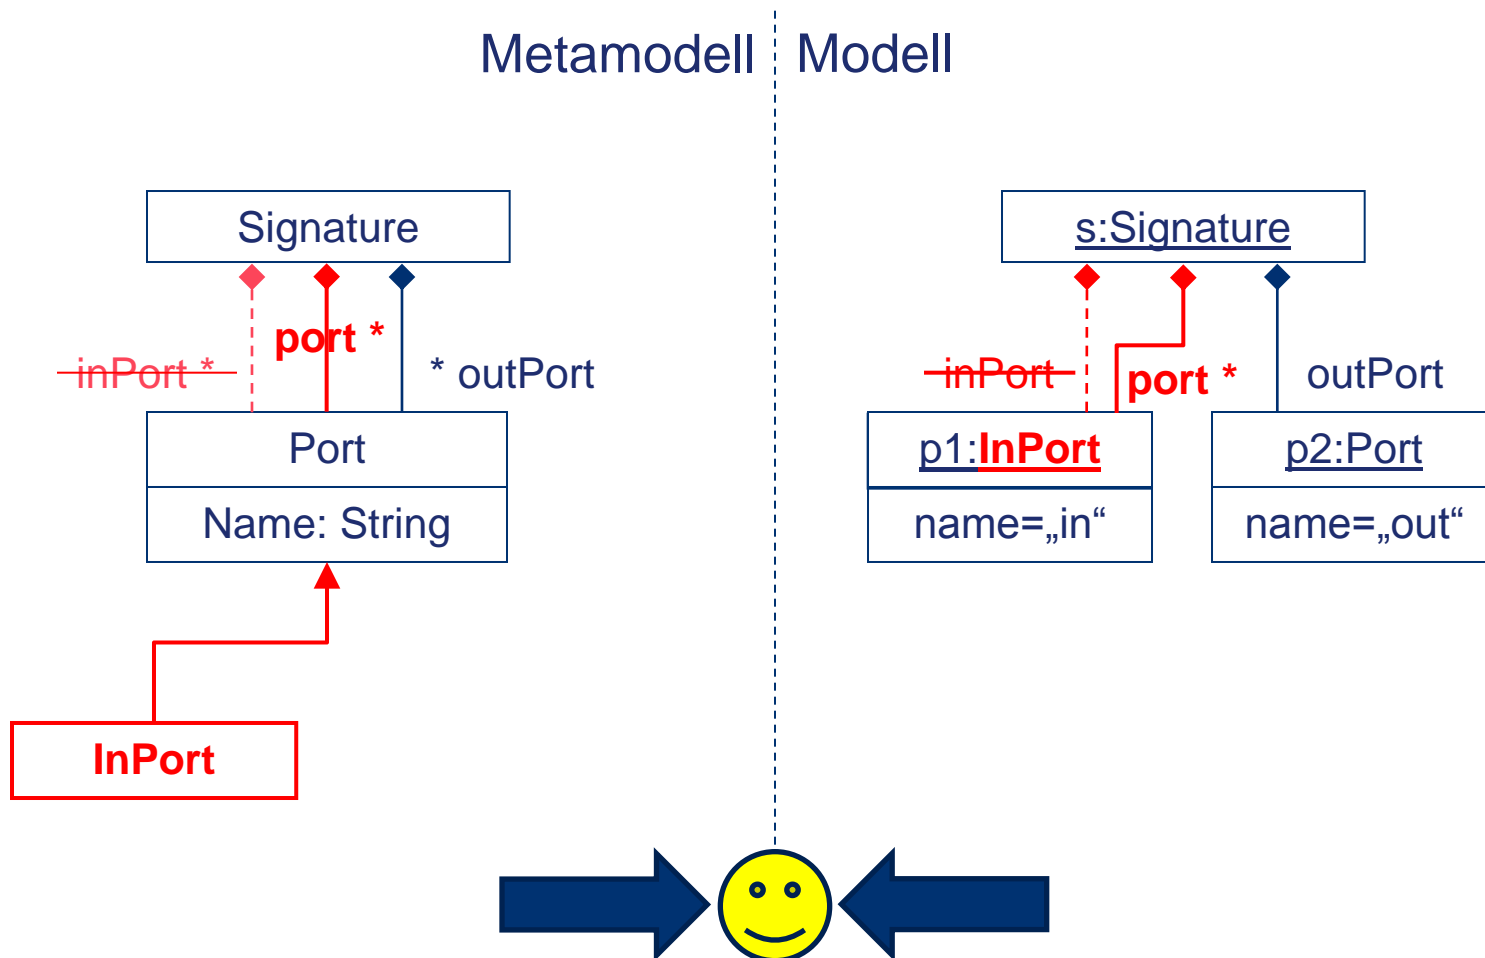 Metamodell
Modell
Signature
port *
inPort *
* outPort
Port
Name: String
InPort
s:Signature
inPort
port *
outPort
p1:InPort
name=„in“
p2:Port
name=„out“